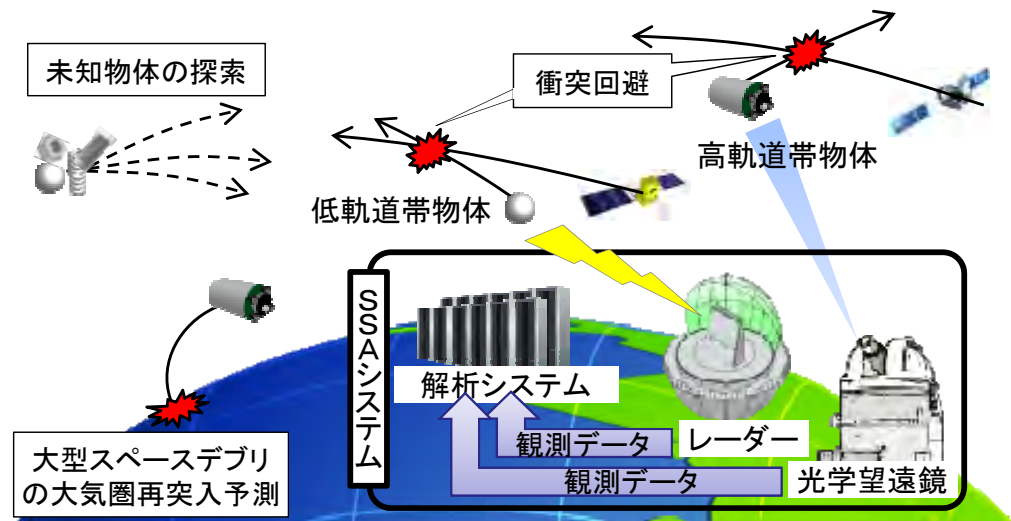 未知物体の探索
衝突回避
高軌道帯物体
低軌道帯物体
SSAシステム
解析システム
レーダー
観測データ
観測データ
光学望遠鏡
大型スペースデブリ
の大気圏再突入予測